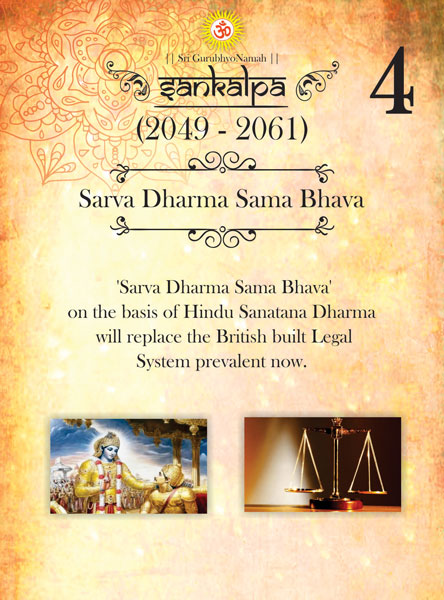 ॐ
|| Sri GurubhyoNamah ||
Sankalpa
4
(2049 - 2061)
Sarva Dharma Sama Bhava
'Sarva Dharma Sama Bhava'
on the basis of Hindu Sanatana Dharma
will replace the British built Legal
System prevalent now.